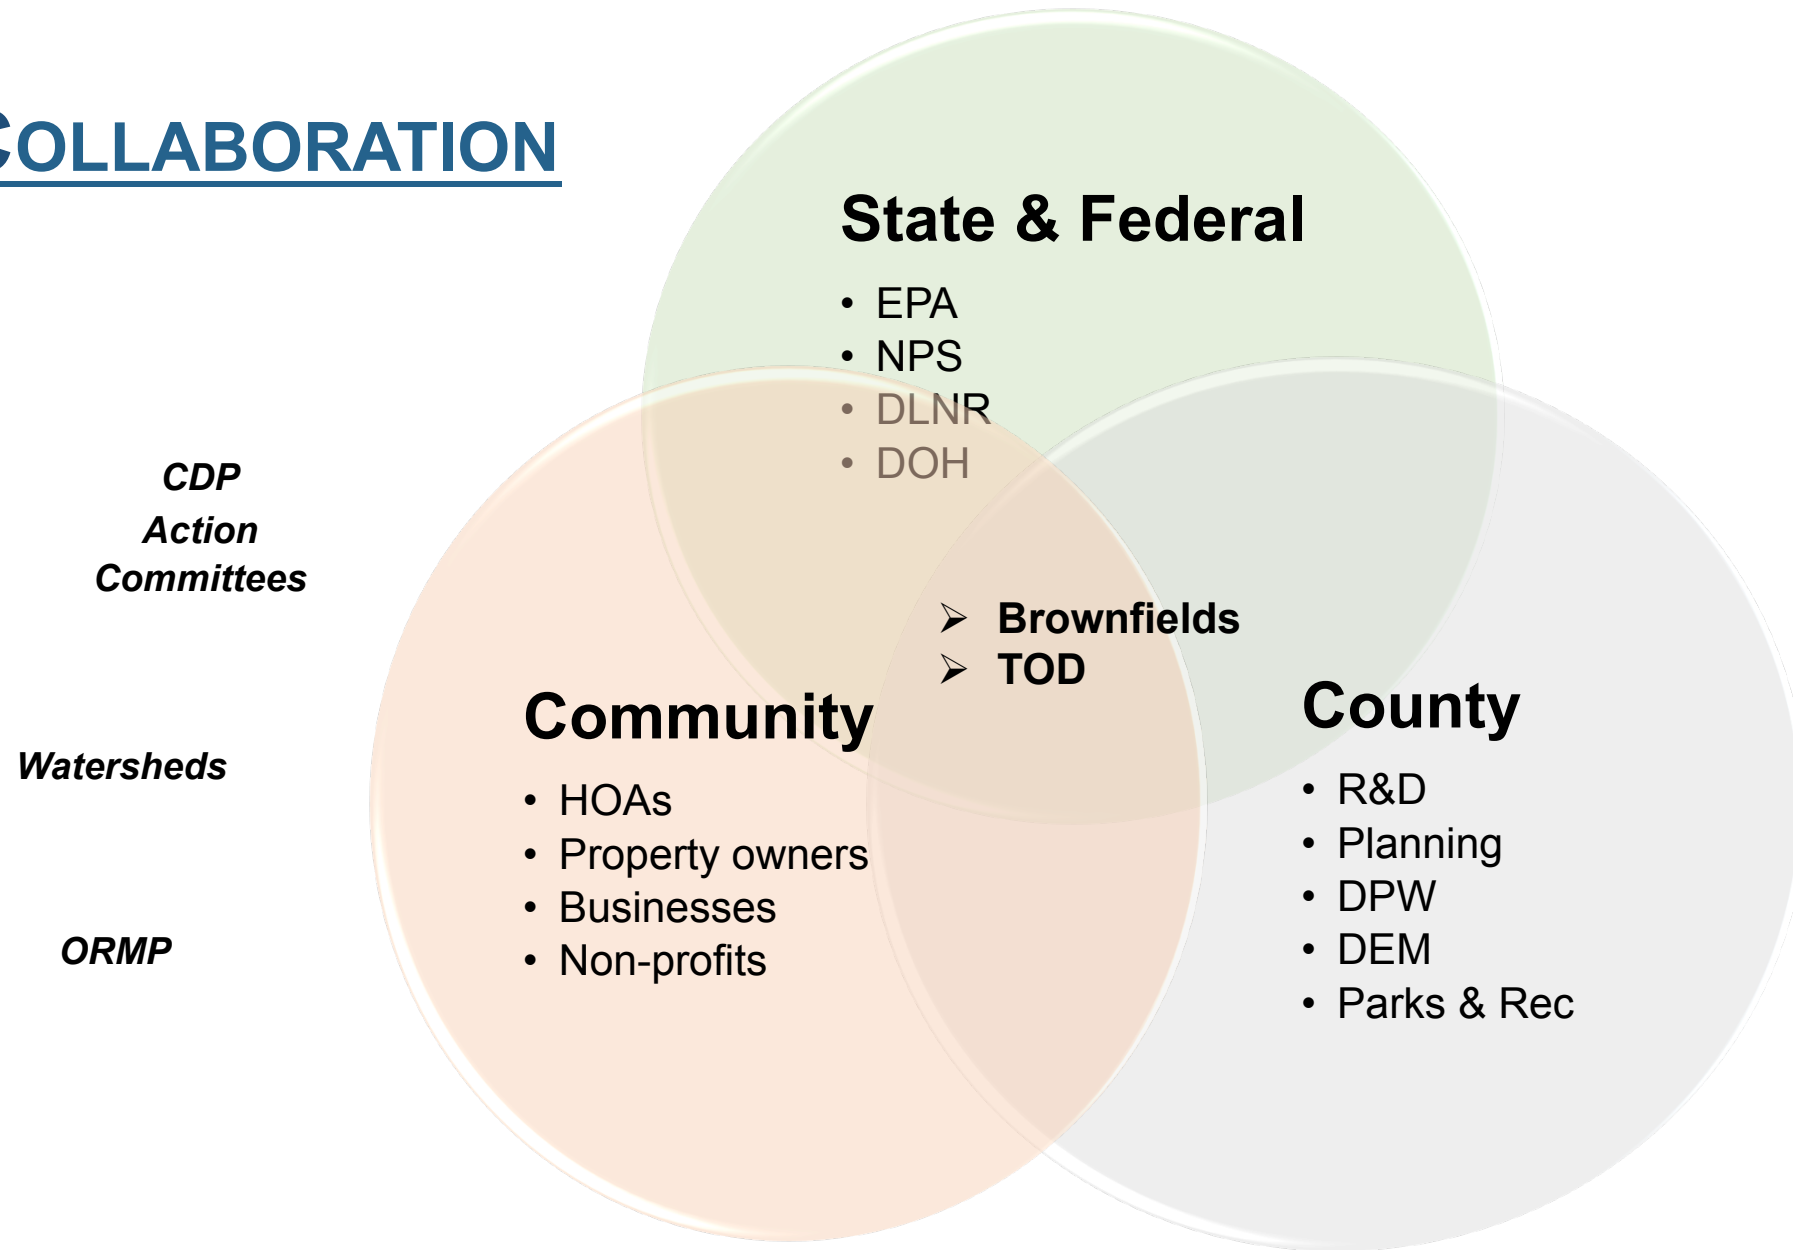 COLLABORATION
State & Federal
• EPA
• NPS
• DLNR
• DOH
CDP
Action
Committees
Watersheds
ORMP
➢ Brownfields
➢ TOD
Community
• HOAs
• Property owners
• Businesses
• Non-profits
County
• R&D
• Planning
• DPW
• DEM
• Parks & Rec